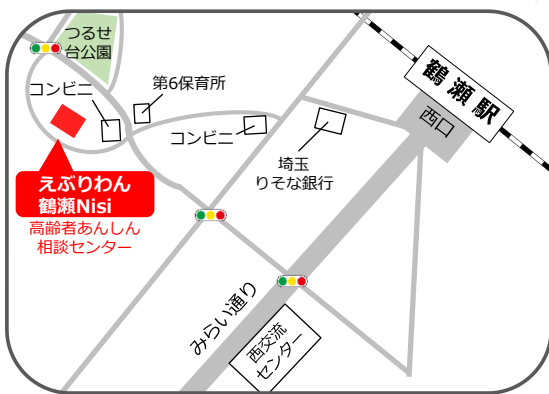 つるせ
台公園
コンビニ
第6保育所
コンビニ
埼玉
りそな銀行
鶴瀬駅
西口
えぶりわん
鶴瀬Nisi
高齢者あんしん
相談センター
みらい通り
西交流
センター